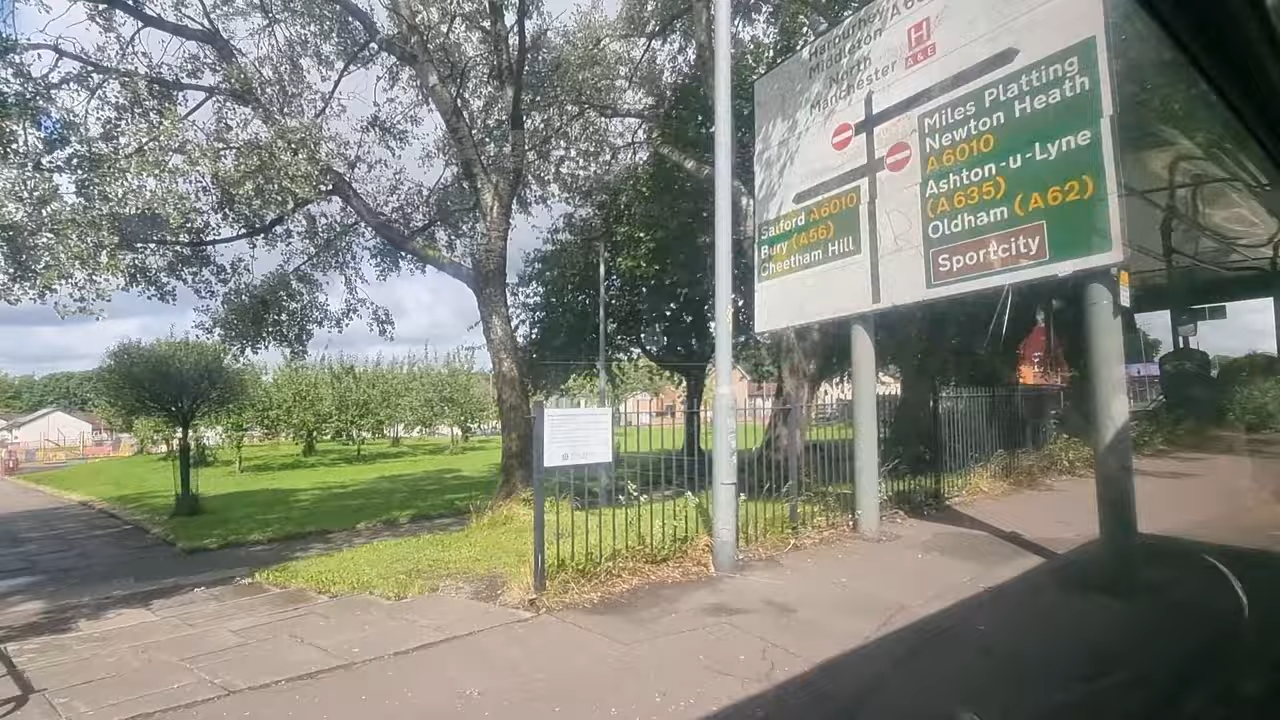 Harpurhey
Middleton
North
Manchester
H
A & E
Miles Platting
Newton Heath
A6010
Ashton-u-Lyne
(A635)
Oldham (A62)
Sportcity
Salford A6010
Bury (A56)
Cheetham Hill